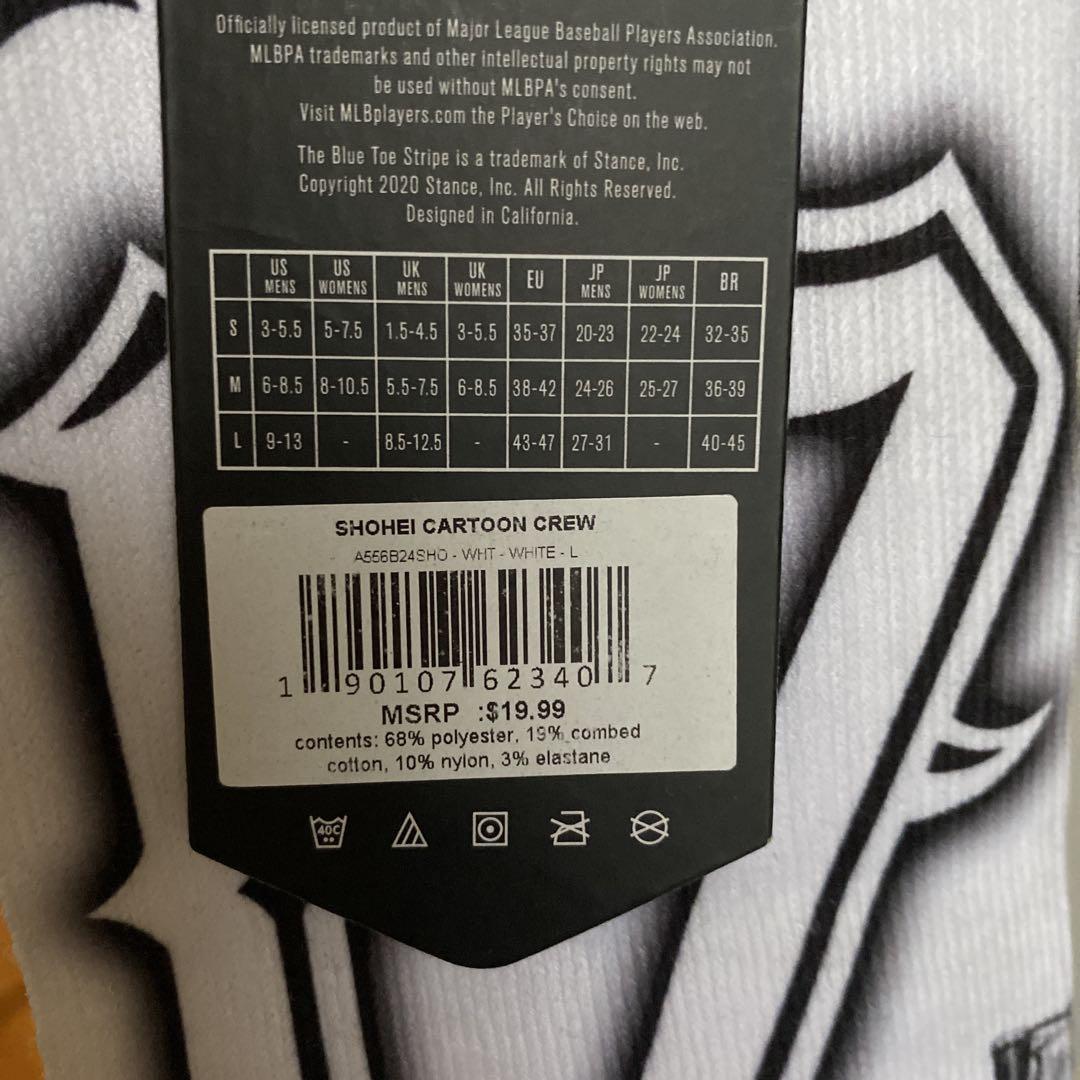 Officially licensed product of Major League Baseball Players Association.
MLBPA trademarks and other intellectual property rights may not
be used without MLBPA's consent.
Visit MLBplayers.com the Player's Choice on the web.
The Blue Toe Stripe is a trademark of Stance, Inc.
Copyright 2020 Stance, Inc. All Rights Reserved.
Designed in California.
US MENS US WOMENS UK MENS UK WOMENS EU JP MENS JP WOMENS BR
S 3-5.5 5-7.5 1.5-4.5 3-5.5 35-37 20-23 22-24 32-35
M 6-8.5 8-10.5 5.5-7.5 6-8.5 38-42 24-26 25-27 36-39
L 9-13 - 8.5-12.5 - 43-47 27-31 - 40-45
SHOHEI CARTOON CREW
A556B24SHO - WHT - WHITE - L
1 90107 62340 7
MSRP :$19.99
contents: 68% polyester, 19% combed
cotton, 10% nylon, 3% elastane
40C
17